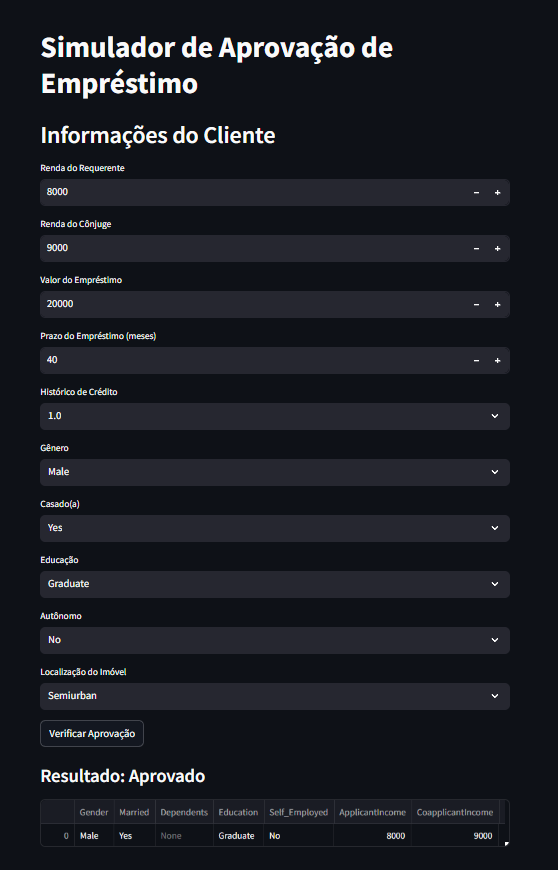 Simulador de Aprovação de
Empréstimo
Informações do Cliente
Renda do Requerente
8000
Renda do Cônjuge
9000
Valor do Empréstimo
20000
Prazo do Empréstimo (meses)
40
Histórico de Crédito
1.0
Gênero
Male
Casado(a)
Yes
Educação
Graduate
Autônomo
No
Localização do Imóvel
Semiurban
Verificar Aprovação
Resultado: Aprovado
Gender Married Dependents Education Self_Employed ApplicantIncome CoapplicantIncome
0 Male Yes None Graduate No 8000 9000